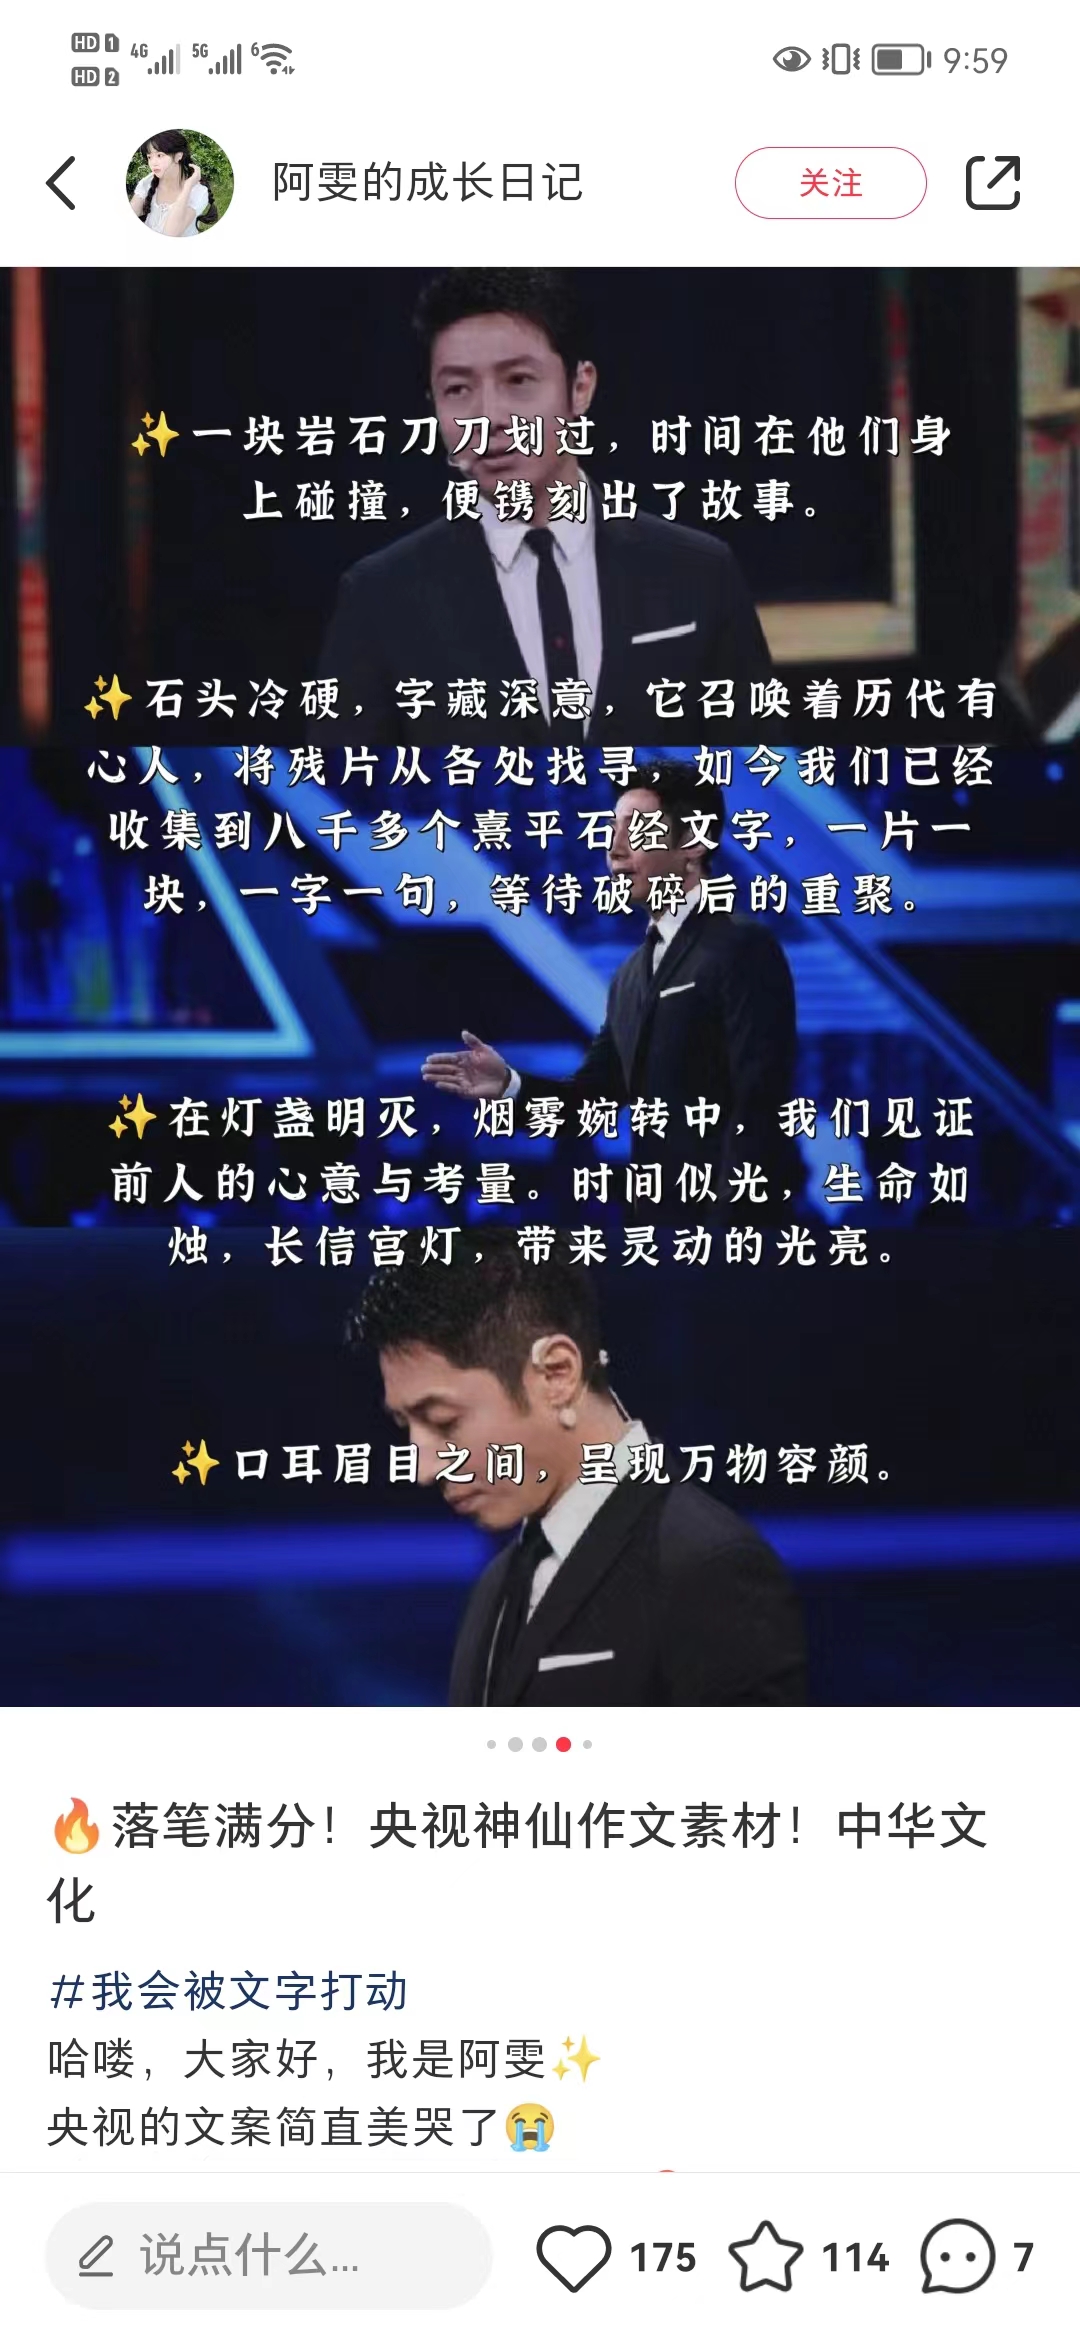 HD 1 4G 5G 6 9:59
HD 2
阿雯的成长日记 关注
✨一块岩石刀刀划过，时间在他们身
上碰撞，便镌刻出了故事。
✨石头冷硬，字藏深意，它召唤着历代有
心人，将残片从各处找寻，如今我们已经
收集到八千多个熹平石经文字，一片一
块，一字一句，等待破碎后的重聚。
✨在灯盏明灭，烟雾婉转中，我们见证
前人的心意与考量。时间似光，生命如
烛，长信宫灯，带来灵动的光亮。
✨口耳眉目之间，呈现万物容颜。
🔥落笔满分！央视神仙作文素材！中华文
化
#我会被文字打动
哈喽，大家好，我是阿雯✨
央视的文案简直美哭了😭
说点什么... 175 114 7